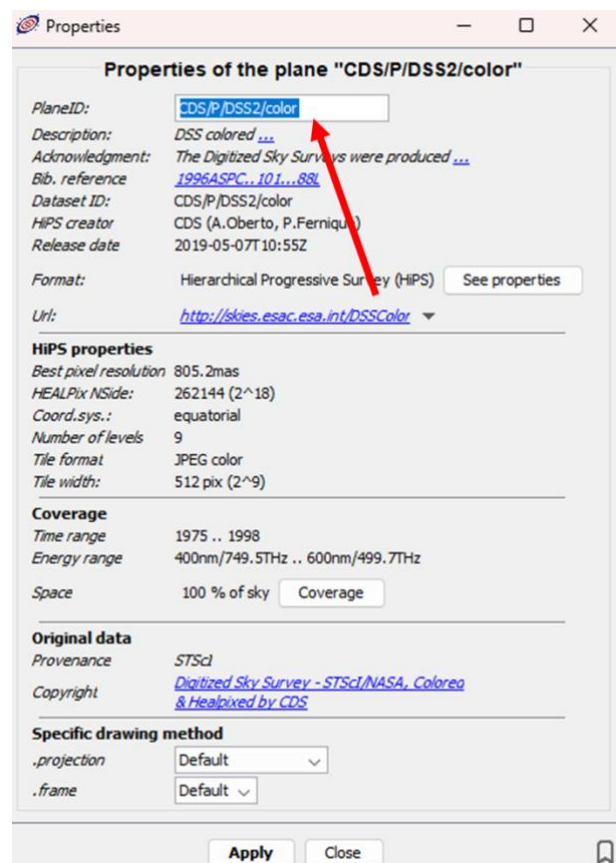 Properties
Properties of the plane "CDS/P/DSS2/color"
PlaneID: CDS/P/DSS2/color
Description: DSS colored ...
Acknowledgment: The Digitized Sky Surveys were produced ...
Bib. reference 1996ASPC..101...88L
Dataset ID: CDS/P/DSS2/color
HiPS creator CDS (A.Oberto, P.Fernique)
Release date 2019-05-07T10:55Z
Format: Hierarchical Progressive Survey (HiPS) See properties
Url: http://skies.esac.esa.int/DSSColor
HiPS properties
Best pixel resolution 805.2mas
HEALPix NSide: 262144 (2^18)
Coord.sys.: equatorial
Number of levels 9
Tile format JPEG color
Tile width: 512 pix (2^9)
Coverage
Time range 1975 .. 1998
Energy range 400nm/749.5THz .. 600nm/499.7THz
Space 100 % of sky Coverage
Original data
Provenance STScI
Copyright Digitized Sky Survey - STScI/NASA, Colored
& Healpixed by CDS
Specific drawing method
.projection Default
.frame Default
Apply Close